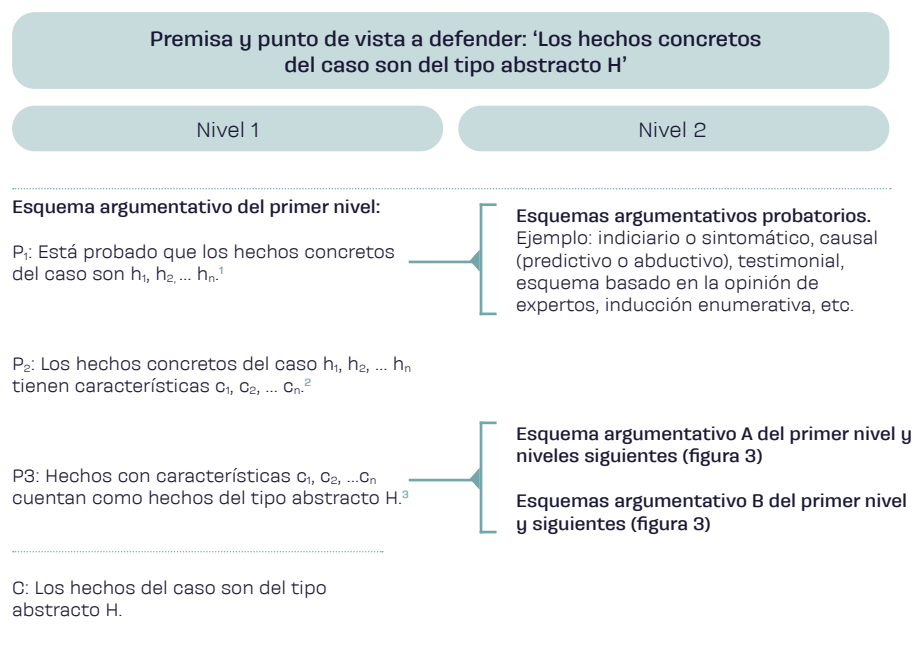 Premisa y punto de vista a defender: ‘Los hechos concretos
del caso son del tipo abstracto H’
Nivel 1
Nivel 2
Esquema argumentativo del primer nivel:
P₁: Está probado que los hechos concretos
del caso son h₁, h₂, ... hₙ.¹
Esquemas argumentativos probatorios.
Ejemplo: indiciario o sintomático, causal
(predictivo o abductivo), testimonial,
esquema basado en la opinión de
expertos, inducción enumerativa, etc.
P₂: Los hechos concretos del caso h₁, h₂, ... hₙ
tienen características c₁, c₂, ... cₙ.²
P3: Hechos con características c₁, c₂, ...cₙ
cuentan como hechos del tipo abstracto H.³
Esquema argumentativo A del primer nivel y
niveles siguientes (figura 3)
Esquemas argumentativo B del primer nivel
y siguientes (figura 3)
C: Los hechos del caso son del tipo
abstracto H.